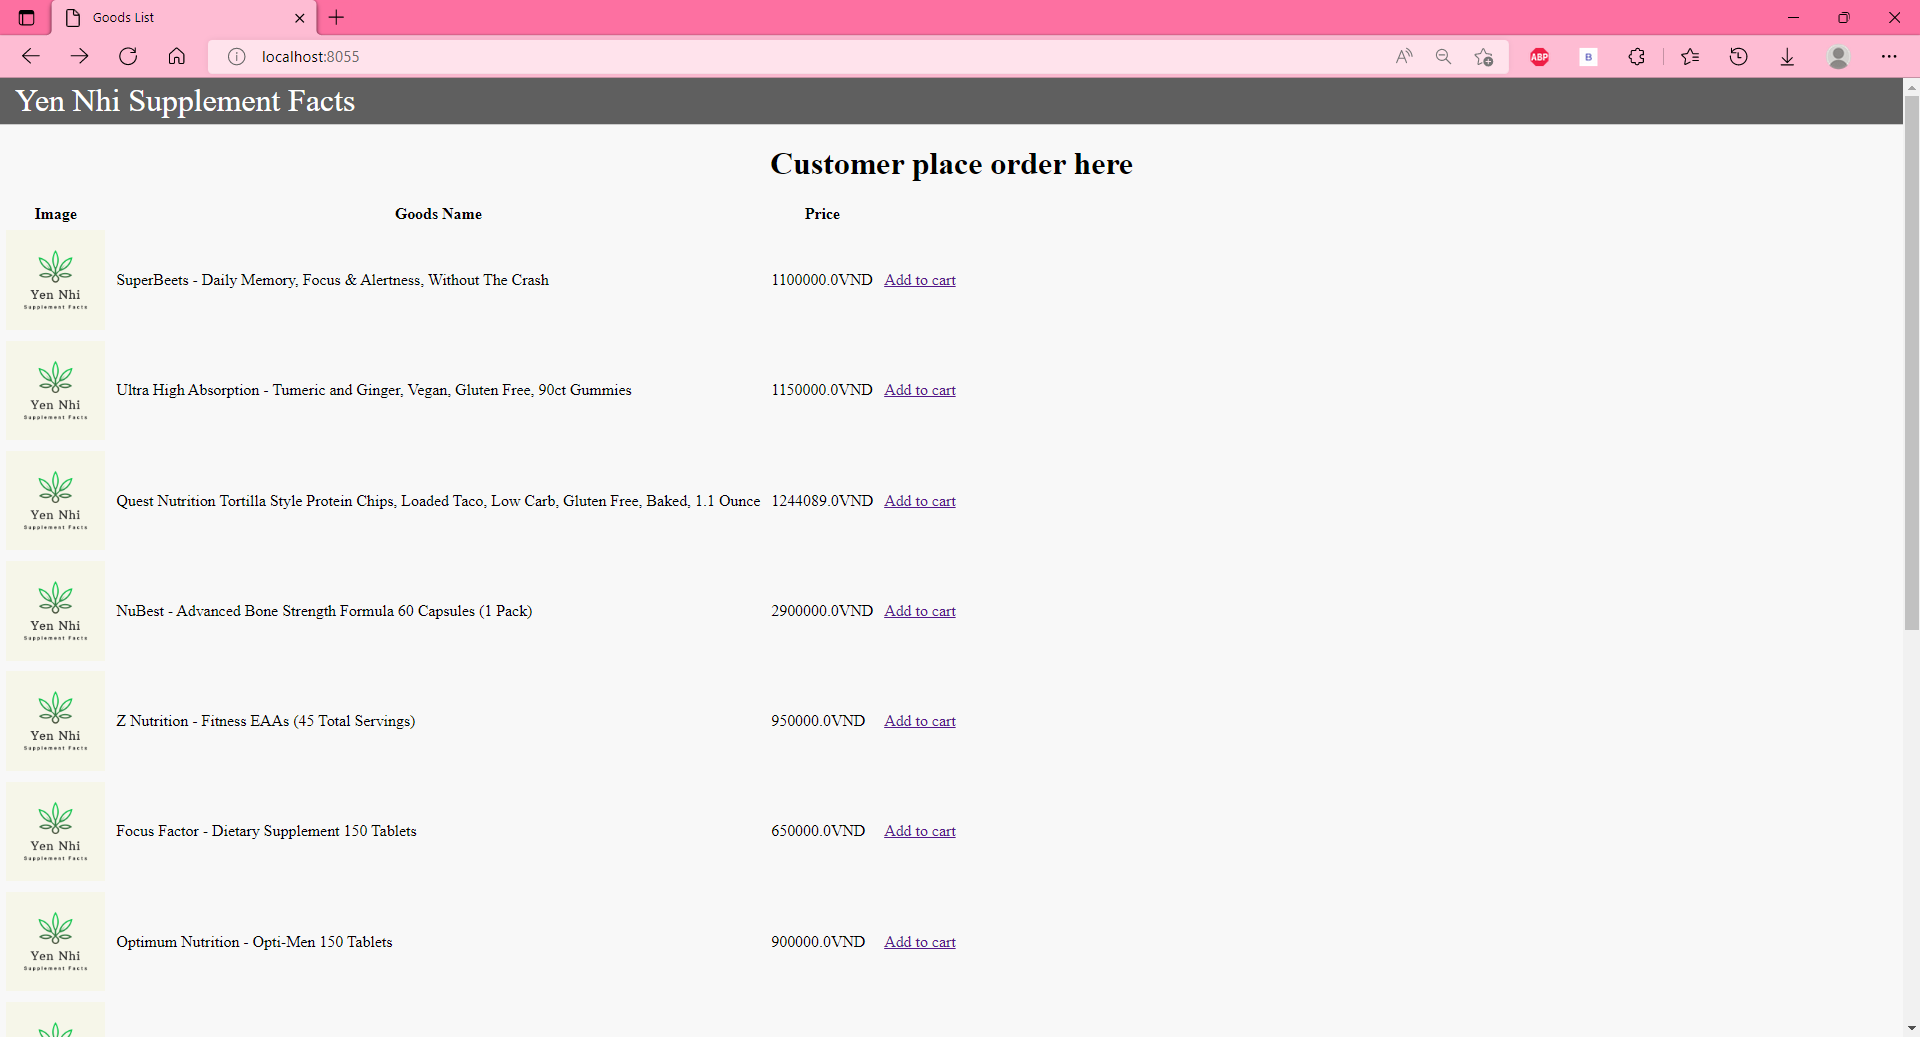 Goods List
localhost:8055
ABP
B
Yen Nhi Supplement Facts
Customer place order here
Image Goods Name Price
Yen Nhi
Supplement Facts
SuperBeets - Daily Memory, Focus & Alertness, Without The Crash 1100000.0VND Add to cart
Yen Nhi
Supplement Facts
Ultra High Absorption - Tumeric and Ginger, Vegan, Gluten Free, 90ct Gummies 1150000.0VND Add to cart
Yen Nhi
Supplement Facts
Quest Nutrition Tortilla Style Protein Chips, Loaded Taco, Low Carb, Gluten Free, Baked, 1.1 Ounce 1244089.0VND Add to cart
Yen Nhi
Supplement Facts
NuBest - Advanced Bone Strength Formula 60 Capsules (1 Pack) 2900000.0VND Add to cart
Yen Nhi
Supplement Facts
Z Nutrition - Fitness EAAs (45 Total Servings) 950000.0VND Add to cart
Yen Nhi
Supplement Facts
Focus Factor - Dietary Supplement 150 Tablets 650000.0VND Add to cart
Yen Nhi
Supplement Facts
Optimum Nutrition - Opti-Men 150 Tablets 900000.0VND Add to cart